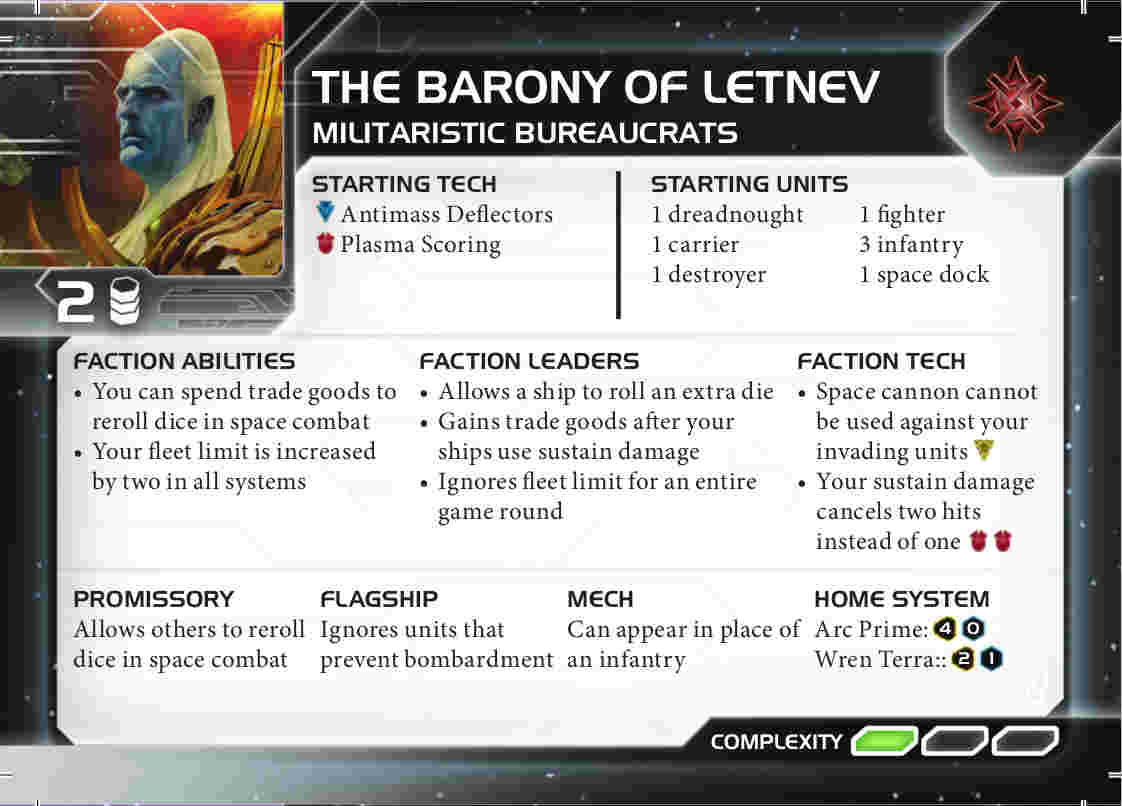 THE BARONY OF LETNEV
MILITARISTIC BUREAUCRATS
2
STARTING TECH
Antimass Deflectors
Plasma Scoring
STARTING UNITS
1 dreadnought
1 carrier
1 destroyer
1 fighter
3 infantry
1 space dock
FACTION ABILITIES
• You can spend trade goods to
reroll dice in space combat
• Your fleet limit is increased
by two in all systems
FACTION LEADERS
• Allows a ship to roll an extra die
• Gains trade goods after your
ships use sustain damage
• Ignores fleet limit for an entire
game round
FACTION TECH
• Space cannon cannot
be used against your
invading units
• Your sustain damage
cancels two hits
instead of one
PROMISSORY
Allows others to reroll
dice in space combat
FLAGSHIP
Ignores units that
prevent bombardment
MECH
Can appear in place of
an infantry
HOME SYSTEM
Arc Prime: 4 0
Wren Terra:: 2 1
COMPLEXITY